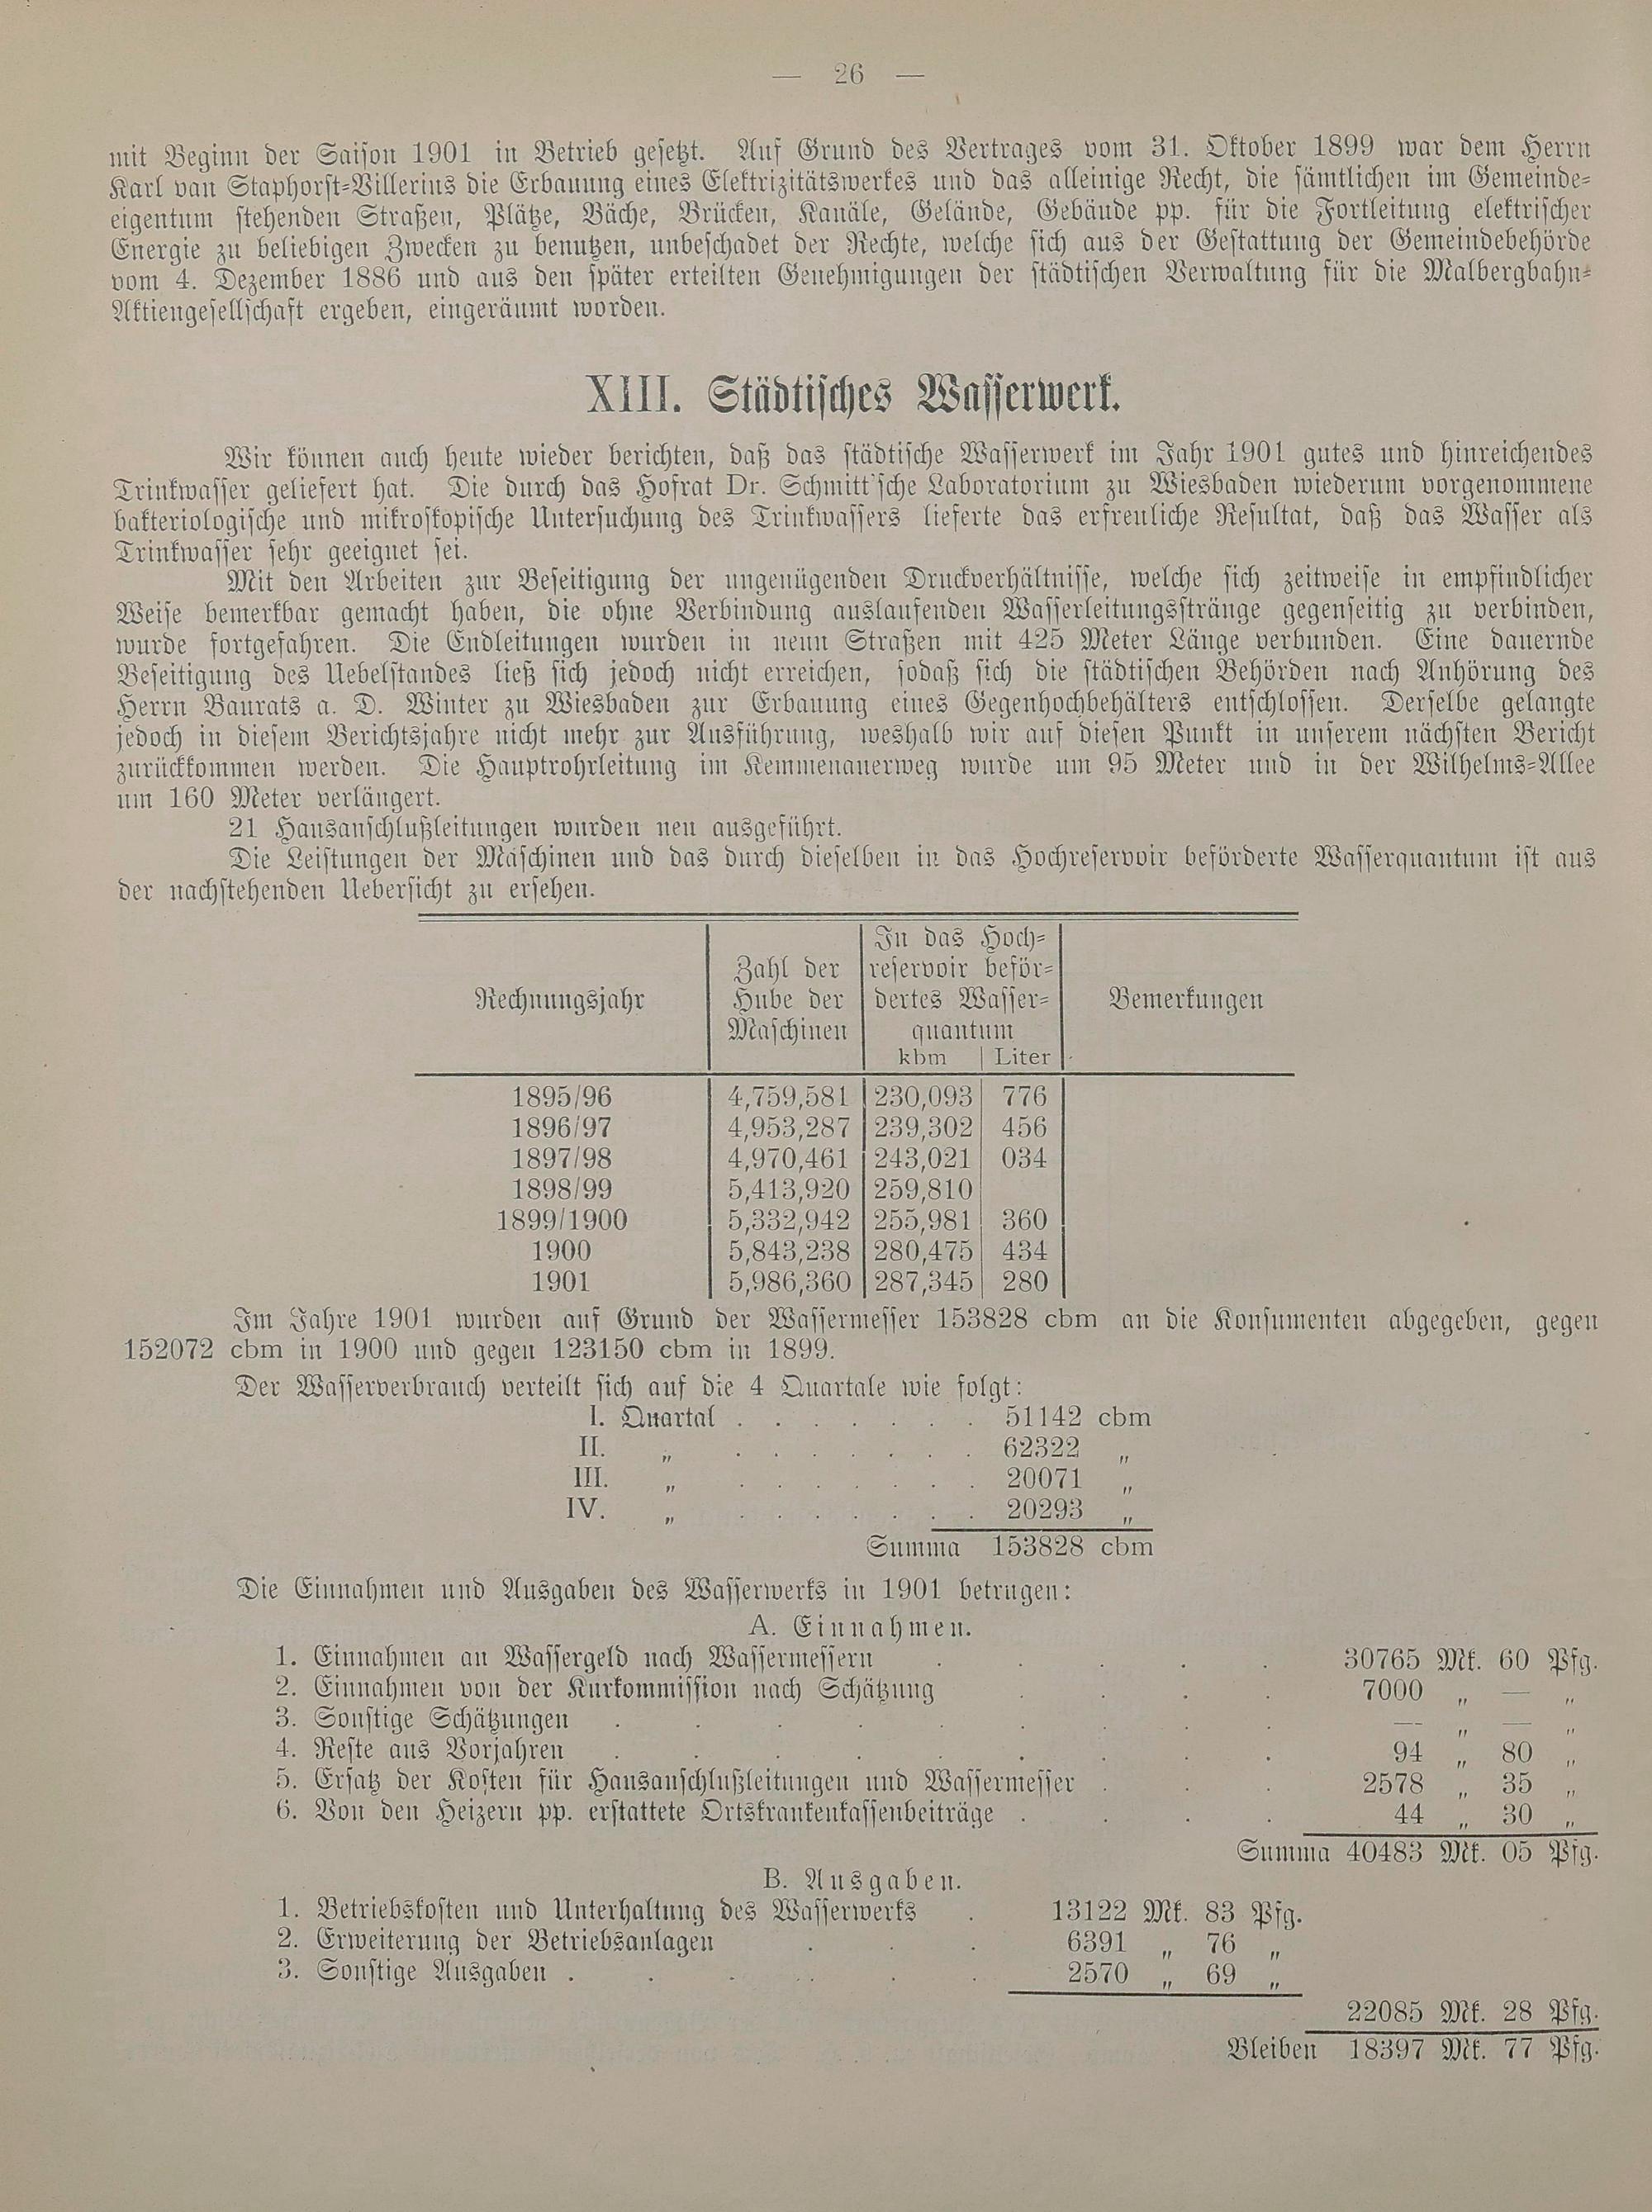 — 26 —
mit Beginn der Saison 1901 in Betrieb gesetzt. Auf Grund des Vertrages vom 31. Oktober 1899 war dem Herrn
Karl van Staphorst-Villerius die Erbauung eines Elektrizitätswerkes und das alleinige Recht, die sämtlichen im Gemeinde-
eigentum stehenden Straßen, Plätze, Bäche, Brücken, Kanäle, Gelände, Gebäude pp. für die Fortleitung elektrischer
Energie zu beliebigen Zwecken zu benutzen, unbeschadet der Rechte, welche sich aus der Gestattung der Gemeindebehörde
vom 4. Dezember 1886 und aus den später erteilten Genehmigungen der städtischen Verwaltung für die Malbergbahn-
Aktiengesellschaft ergeben, eingeräumt worden.
XIII. Städtisches Wasserwerk.
Wir können auch heute wieder berichten, daß das städtische Wasserwerk im Jahr 1901 gutes und hinreichendes
Trinkwasser geliefert hat. Die durch das Hofrat Dr. Schmitt'sche Laboratorium zu Wiesbaden wiederum vorgenommene
bakteriologische und mikroskopische Untersuchung des Trinkwassers lieferte das erfreuliche Resultat, daß das Wasser als
Trinkwasser sehr geeignet sei.
Mit den Arbeiten zur Beseitigung der ungenügenden Druckverhältnisse, welche sich zeitweise in empfindlicher
Weise bemerkbar gemacht haben, die ohne Verbindung auslaufenden Wasserleitungsstränge gegenseitig zu verbinden,
wurde fortgefahren. Die Endleitungen wurden in neun Straßen mit 425 Meter Länge verbunden. Eine dauernde
Beseitigung des Uebelstandes ließ sich jedoch nicht erreichen, sodaß sich die städtischen Behörden nach Anhörung des
Herrn Baurats a. D. Winter zu Wiesbaden zur Erbauung eines Gegenhochbehälters entschlossen. Derselbe gelangte
jedoch in diesem Berichtsjahre nicht mehr zur Ausführung, weshalb wir auf diesen Punkt in unserem nächsten Bericht
zurückkommen werden. Die Hauptrohrleitung im Kemmenauerweg wurde um 95 Meter und in der Wilhelms-Allee
um 160 Meter verlängert.
21 Hausanschlußleitungen wurden neu ausgeführt.
Die Leistungen der Maschinen und das durch dieselben in das Hochreservoir beförderte Wasserquantum ist aus
der nachstehenden Uebersicht zu ersehen.
In das Hoch-
Zahl der reservoir beför-
Rechnungsjahr Hube der dertes Wasser- Bemerkungen
Maschinen quantum
kbm Liter
1895/96 4,759,581 230,093 776
1896/97 4,953,287 239,302 456
1897/98 4,970,461 243,021 034
1898/99 5,413,920 259,810
1899/1900 5,332,942 255,981 360
1900 5,843,238 280,475 434
1901 5,986,360 287,345 280
Im Jahre 1901 wurden auf Grund der Wassermesser 153828 cbm an die Konsumenten abgegeben, gegen
152072 cbm in 1900 und gegen 123150 cbm in 1899.
Der Wasserverbrauch verteilt sich auf die 4 Quartale wie folgt:
I. Quartal . . . . . . . 51142 cbm
II. „ . . . . . . . 62322 „
III. „ . . . . . . . 20071 „
IV. „ . . . . . . . 20293 „
Summa 153828 cbm
Die Einnahmen und Ausgaben des Wasserwerks in 1901 betrugen:
A. Einnahmen.
1. Einnahmen an Wassergeld nach Wassermessern . . . . . 30765 Mk. 60 Pfg.
2. Einnahmen von der Kurkommission nach Schätzung . . . . 7000 „ — „
3. Sonstige Schätzungen . . . . . . . . . — „ — „
4. Reste aus Vorjahren . . . . . . . . . 94 „ 80 „
5. Ersatz der Kosten für Hausanschlußleitungen und Wassermesser . . . 2578 „ 35 „
6. Von den Heizern pp. erstattete Ortskrankenkassenbeiträge . . . . 44 „ 30 „
Summa 40483 Mk. 05 Pfg.
B. Ausgaben.
1. Betriebskosten und Unterhaltung des Wasserwerks . 13122 Mk. 83 Pfg.
2. Erweiterung der Betriebsanlagen . . . 6391 „ 76 „
3. Sonstige Ausgaben . . . . . . 2570 „ 69 „
22085 Mk. 28 Pfg.
Bleiben 18397 Mk. 77 Pfg.